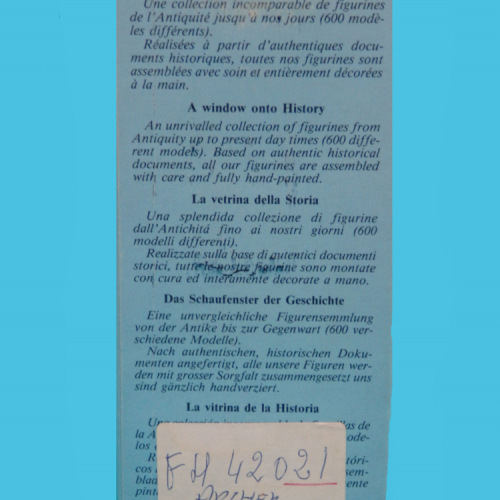 Une collection incomparable de figurines
de l'Antiquité jusqu'à nos jours (600 modè-
les différents).
Réalisées à partir d'authentiques docu-
ments historiques, toutes nos figurines sont
assemblées avec soin et entièrement décorées
à la main.
A window onto History
An unrivalled collection of figurines from
Antiquity up to present day times (600 diffe-
rent models). Based on authentic historical
documents, all our figurines are assembled
with care and fully hand-painted.
La vetrina della Storia
Una splendida collezione di figurine
dall'Antichitá fino ai nostri giorni (600
modelli differenti).
Realizzate sulla base di autentici documenti
storici, tutte le nostre figurine sono montate
con cura ed interamente decorate a mano.
Das Schaufenster der Geschichte
Eine unvergleichliche Figurensemmlung
von der Antike bis zur Gegenwart (600 ver-
schiedene Modelle).
Nach authentischen, historischen Doku-
menten angefertigt, alle unsere Figuren wer-
den mit grosser Sorgfalt zusammengesetzt uns
sind gänzlich handverziert.
La vitrina de la Historia
de
la A
los
FH 42021